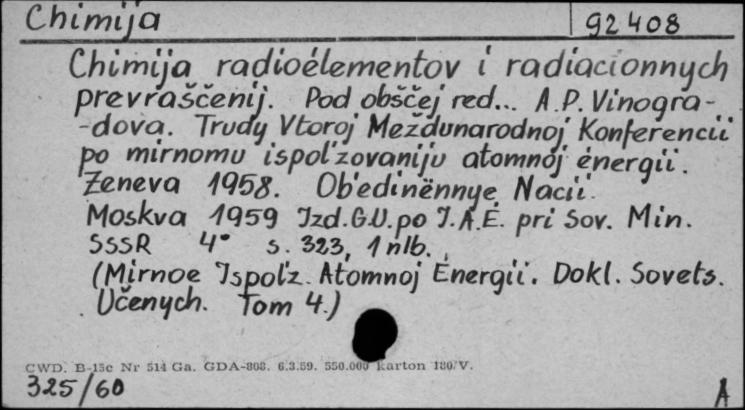 Chimija 92408
Chimija radioélementov i radiacionnych
prevraščenij. Pod obščej red... A.P. Vinogra-
-dova. Trudy Vtoroj Meždunarodnoj Konferencii
po mirnomu ispol'zovaniju atomnoj énergii.
Ženeva 1958. Ob'edinënnye Nacii.
Moskva 1959 Izd. G.U. po I.A.É. pri Sov. Min.
SSSR 4° s. 323, 1 nlb.
(Mirnoe Ispol'z. Atomnoj Énergii. Dokl. Sovets.
Učenych. Tom 4.)
CWD. B-15c Nr 514 Ga. GDA-808. 6.3.59. 550.000 karton 180/V.
325/60 A